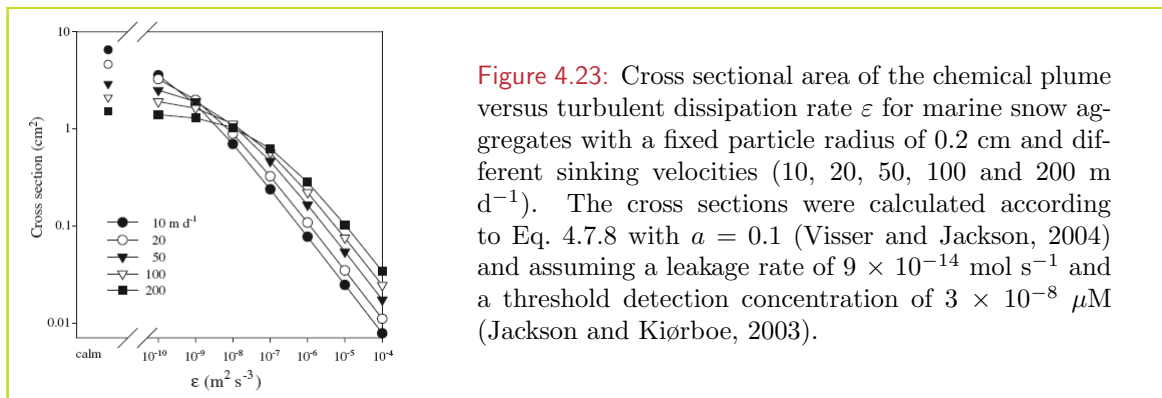 10
1
0.1
0.01
Cross section (cm²)
10 m d⁻¹
20
50
100
200
calm
10⁻¹⁰ 10⁻⁹ 10⁻⁸ 10⁻⁷ 10⁻⁶ 10⁻⁵ 10⁻⁴
ε (m² s⁻³)
Figure 4.23: Cross sectional area of the chemical plume
versus turbulent dissipation rate ε for marine snow ag-
gregates with a fixed particle radius of 0.2 cm and dif-
ferent sinking velocities (10, 20, 50, 100 and 200 m
d⁻¹). The cross sections were calculated according
to Eq. 4.7.8 with a = 0.1 (Visser and Jackson, 2004)
and assuming a leakage rate of 9 × 10⁻¹⁴ mol s⁻¹ and
a threshold detection concentration of 3 × 10⁻⁸ μM
(Jackson and Kiørboe, 2003).